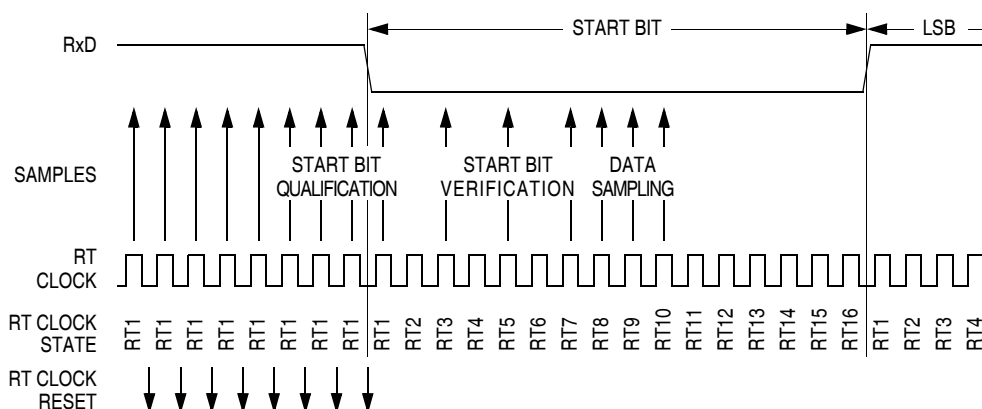 START BIT
LSB
RxD
SAMPLES
START BIT
QUALIFICATION
START BIT
VERIFICATION
DATA
SAMPLING
RT
CLOCK
RT CLOCK
STATE
RT1 RT1 RT1 RT1 RT1 RT1 RT1 RT1 RT1 RT2 RT3 RT4 RT5 RT6 RT7 RT8 RT9 RT10 RT11 RT12 RT13 RT14 RT15 RT16 RT1 RT2 RT3 RT4
RT CLOCK
RESET